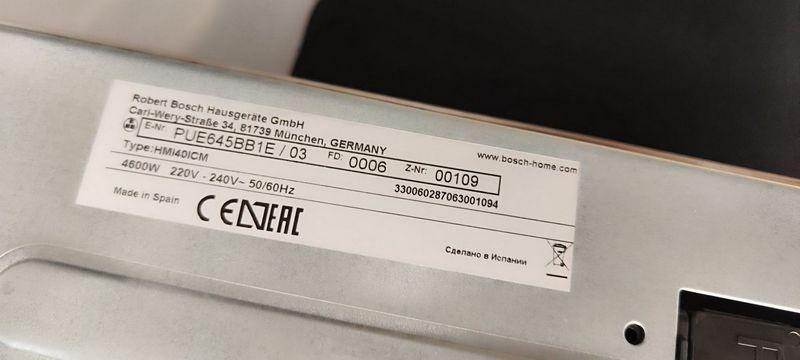 Robert Bosch Hausgeräte GmbH
Carl-Wery-Straße 34, 81739 München, GERMANY
www.bosch-home.com
E-Nr PUE645BB1E / 03 FD: 0006 Z-Nr: 00109
Type:HMI40ICM
330060287063001094
4600W 220V - 240V~ 50/60Hz
Made in Spain
CE EAC
Сделано в Испании